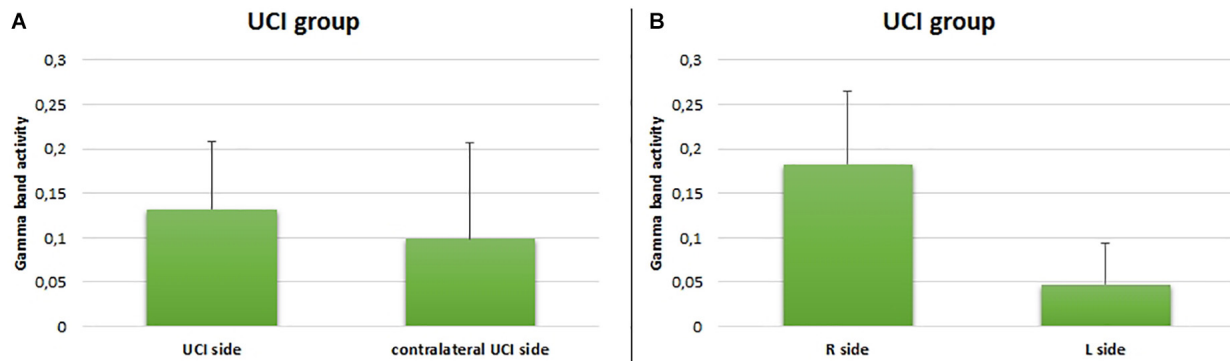 A
UCI group
Gamma band activity
0,3
0,25
0,2
0,15
0,1
0,05
0
UCI side
contralateral UCI side
B
UCI group
Gamma band activity
0,3
0,25
0,2
0,15
0,1
0,05
0
R side
L side